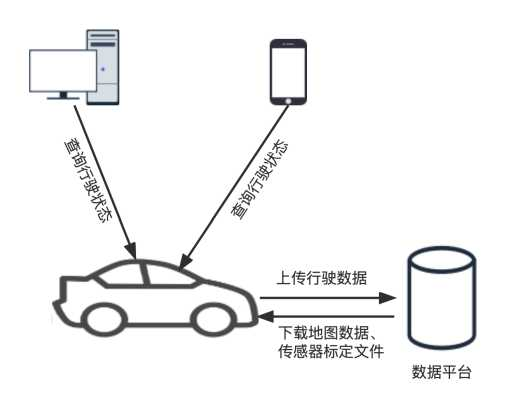 查询行驶状态
查询行驶状态
上传行驶数据
下载地图数据、
传感器标定文件
数据平台